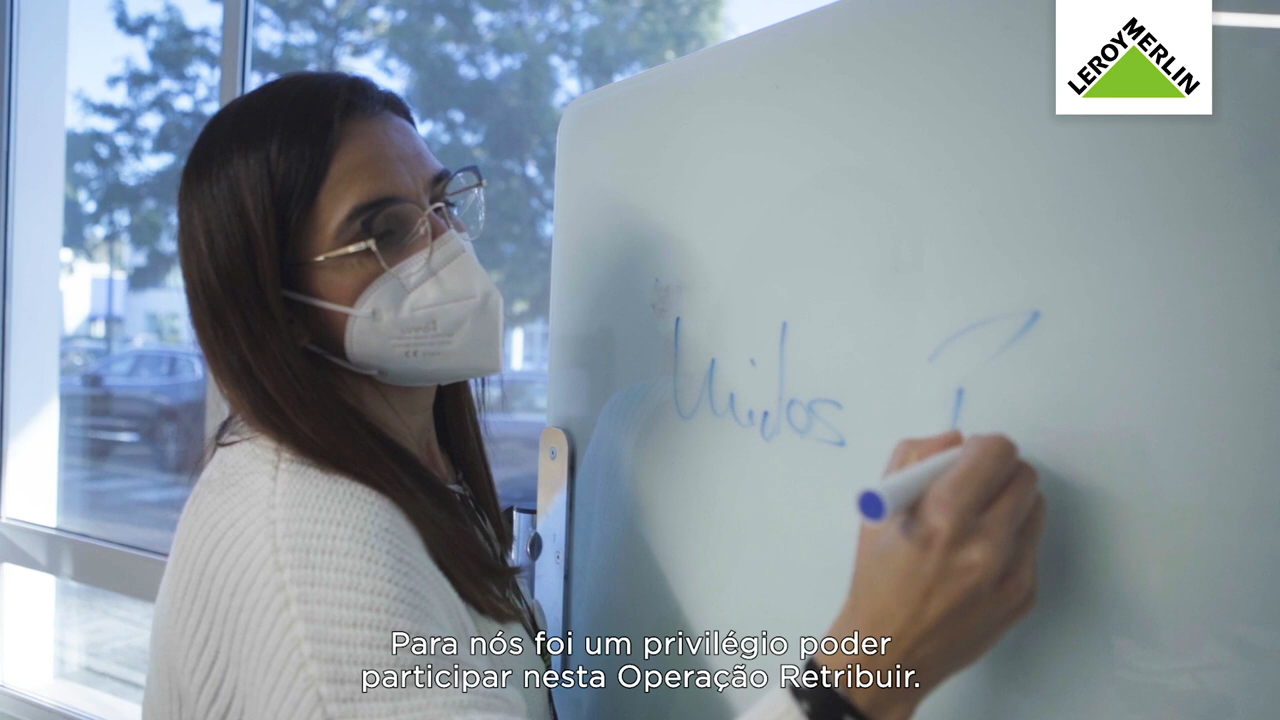 LEROY MERLIN
Unidos
Para nós foi um privilégio poder
participar nesta Operação Retribuir.